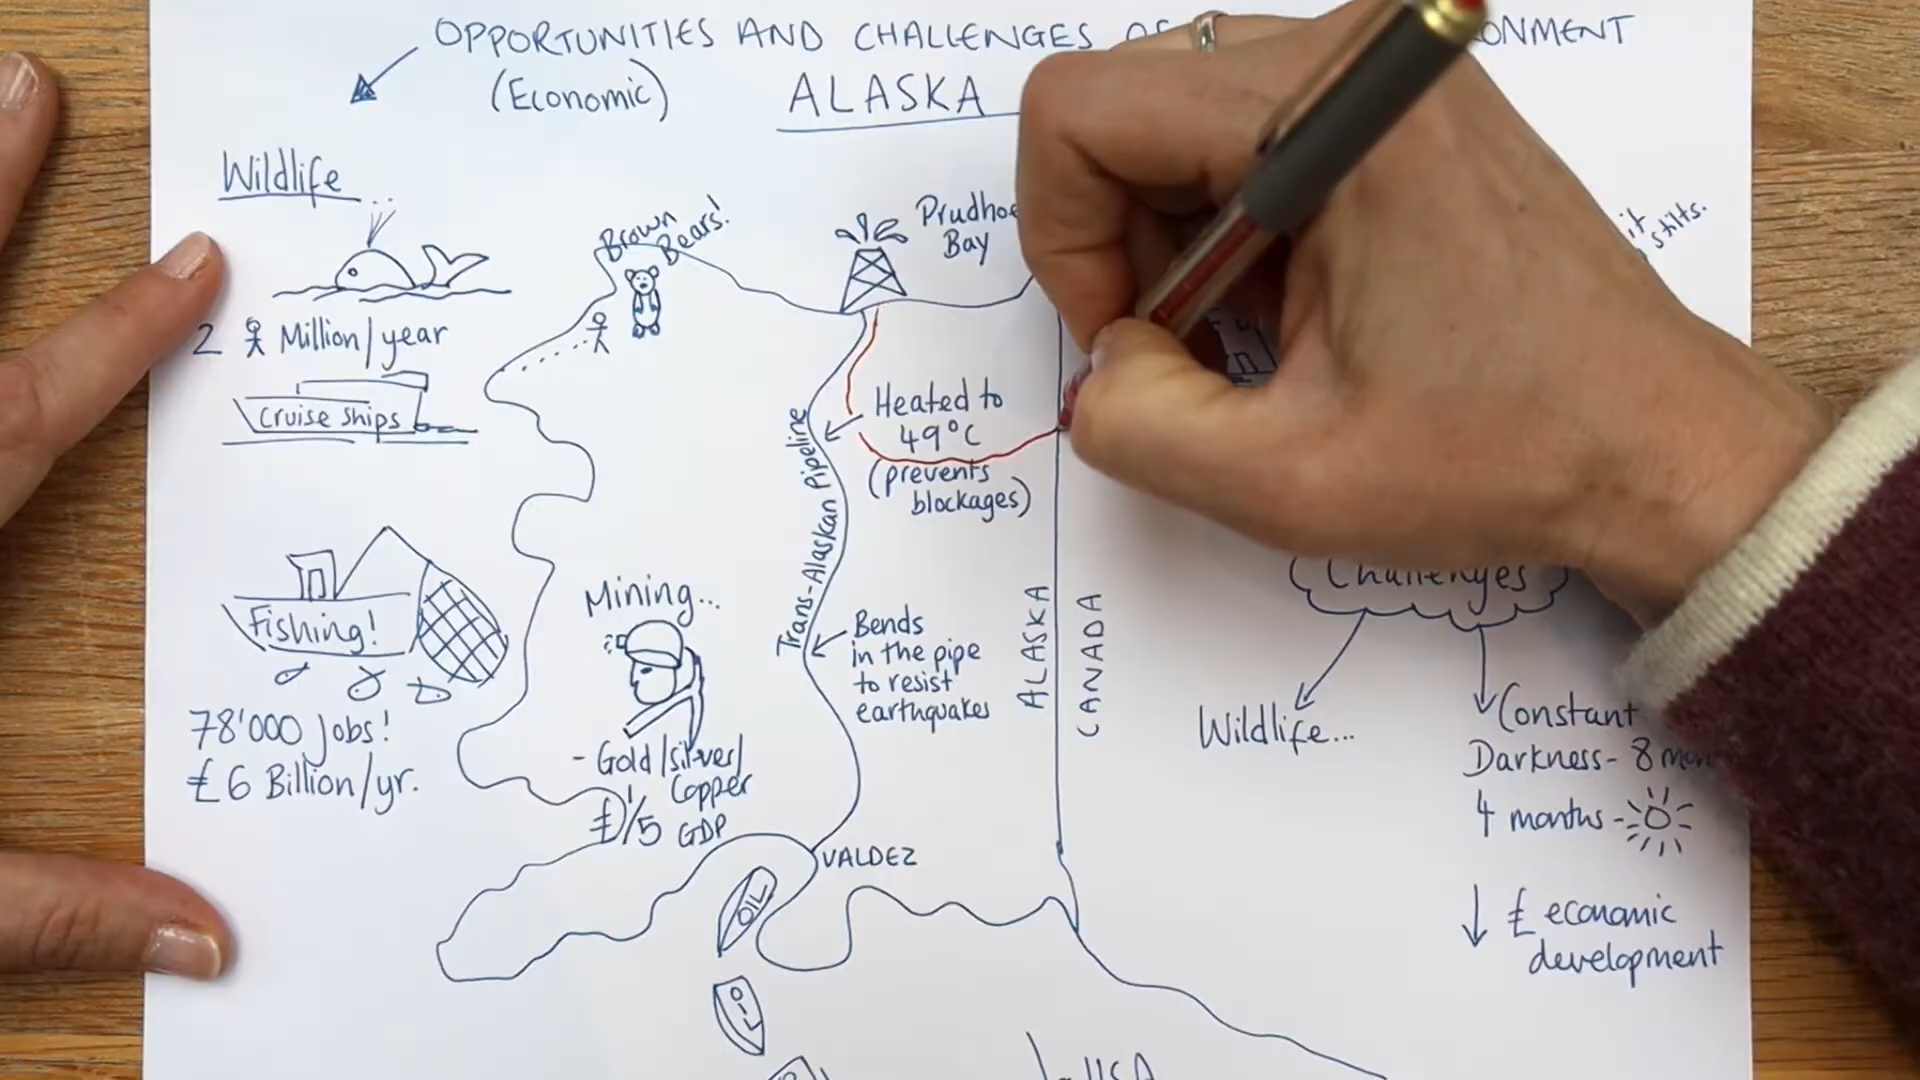 OPPORTUNITIES AND CHALLENGES
(Economic)
ALASKA
Wildlife
2 Million/year
Cruise ships
Fishing!
78'000 Jobs!
£6 Billion/yr.
Brown
Bears!
Prudhoe
Bay
Trans-Alaskan Pipeline
Heated to
49°C
(prevents
blockages)
Bends
in the pipe
to resist
earthquakes
Mining...
- Gold/silver/
Copper
£1/5 GDP
VALDEZ
OIL
OIL
ALASKA
CANADA
it
stilts.
Challenges
Wildlife...
Constant
Darkness - 8
4 months -
↓ £ economic
development
USA